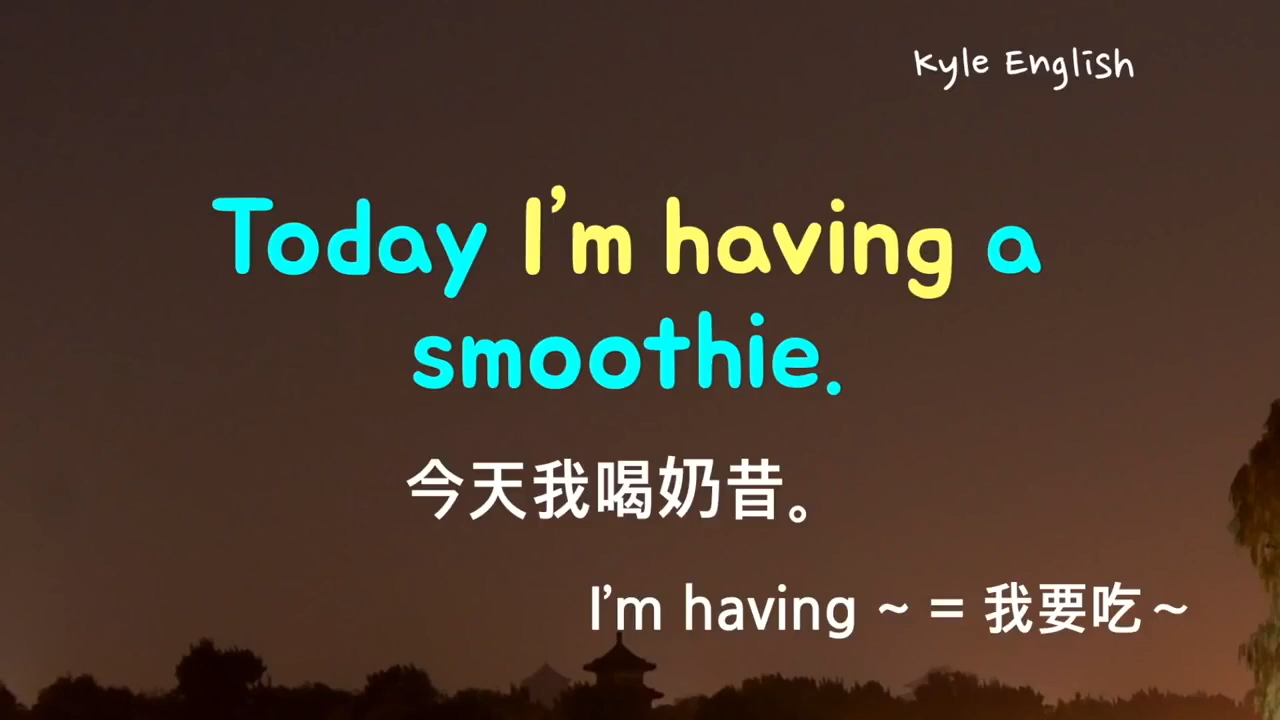 Kyle English
Today I’m having a
smoothie.
今天我喝奶昔。
I’m having ~ = 我要吃~